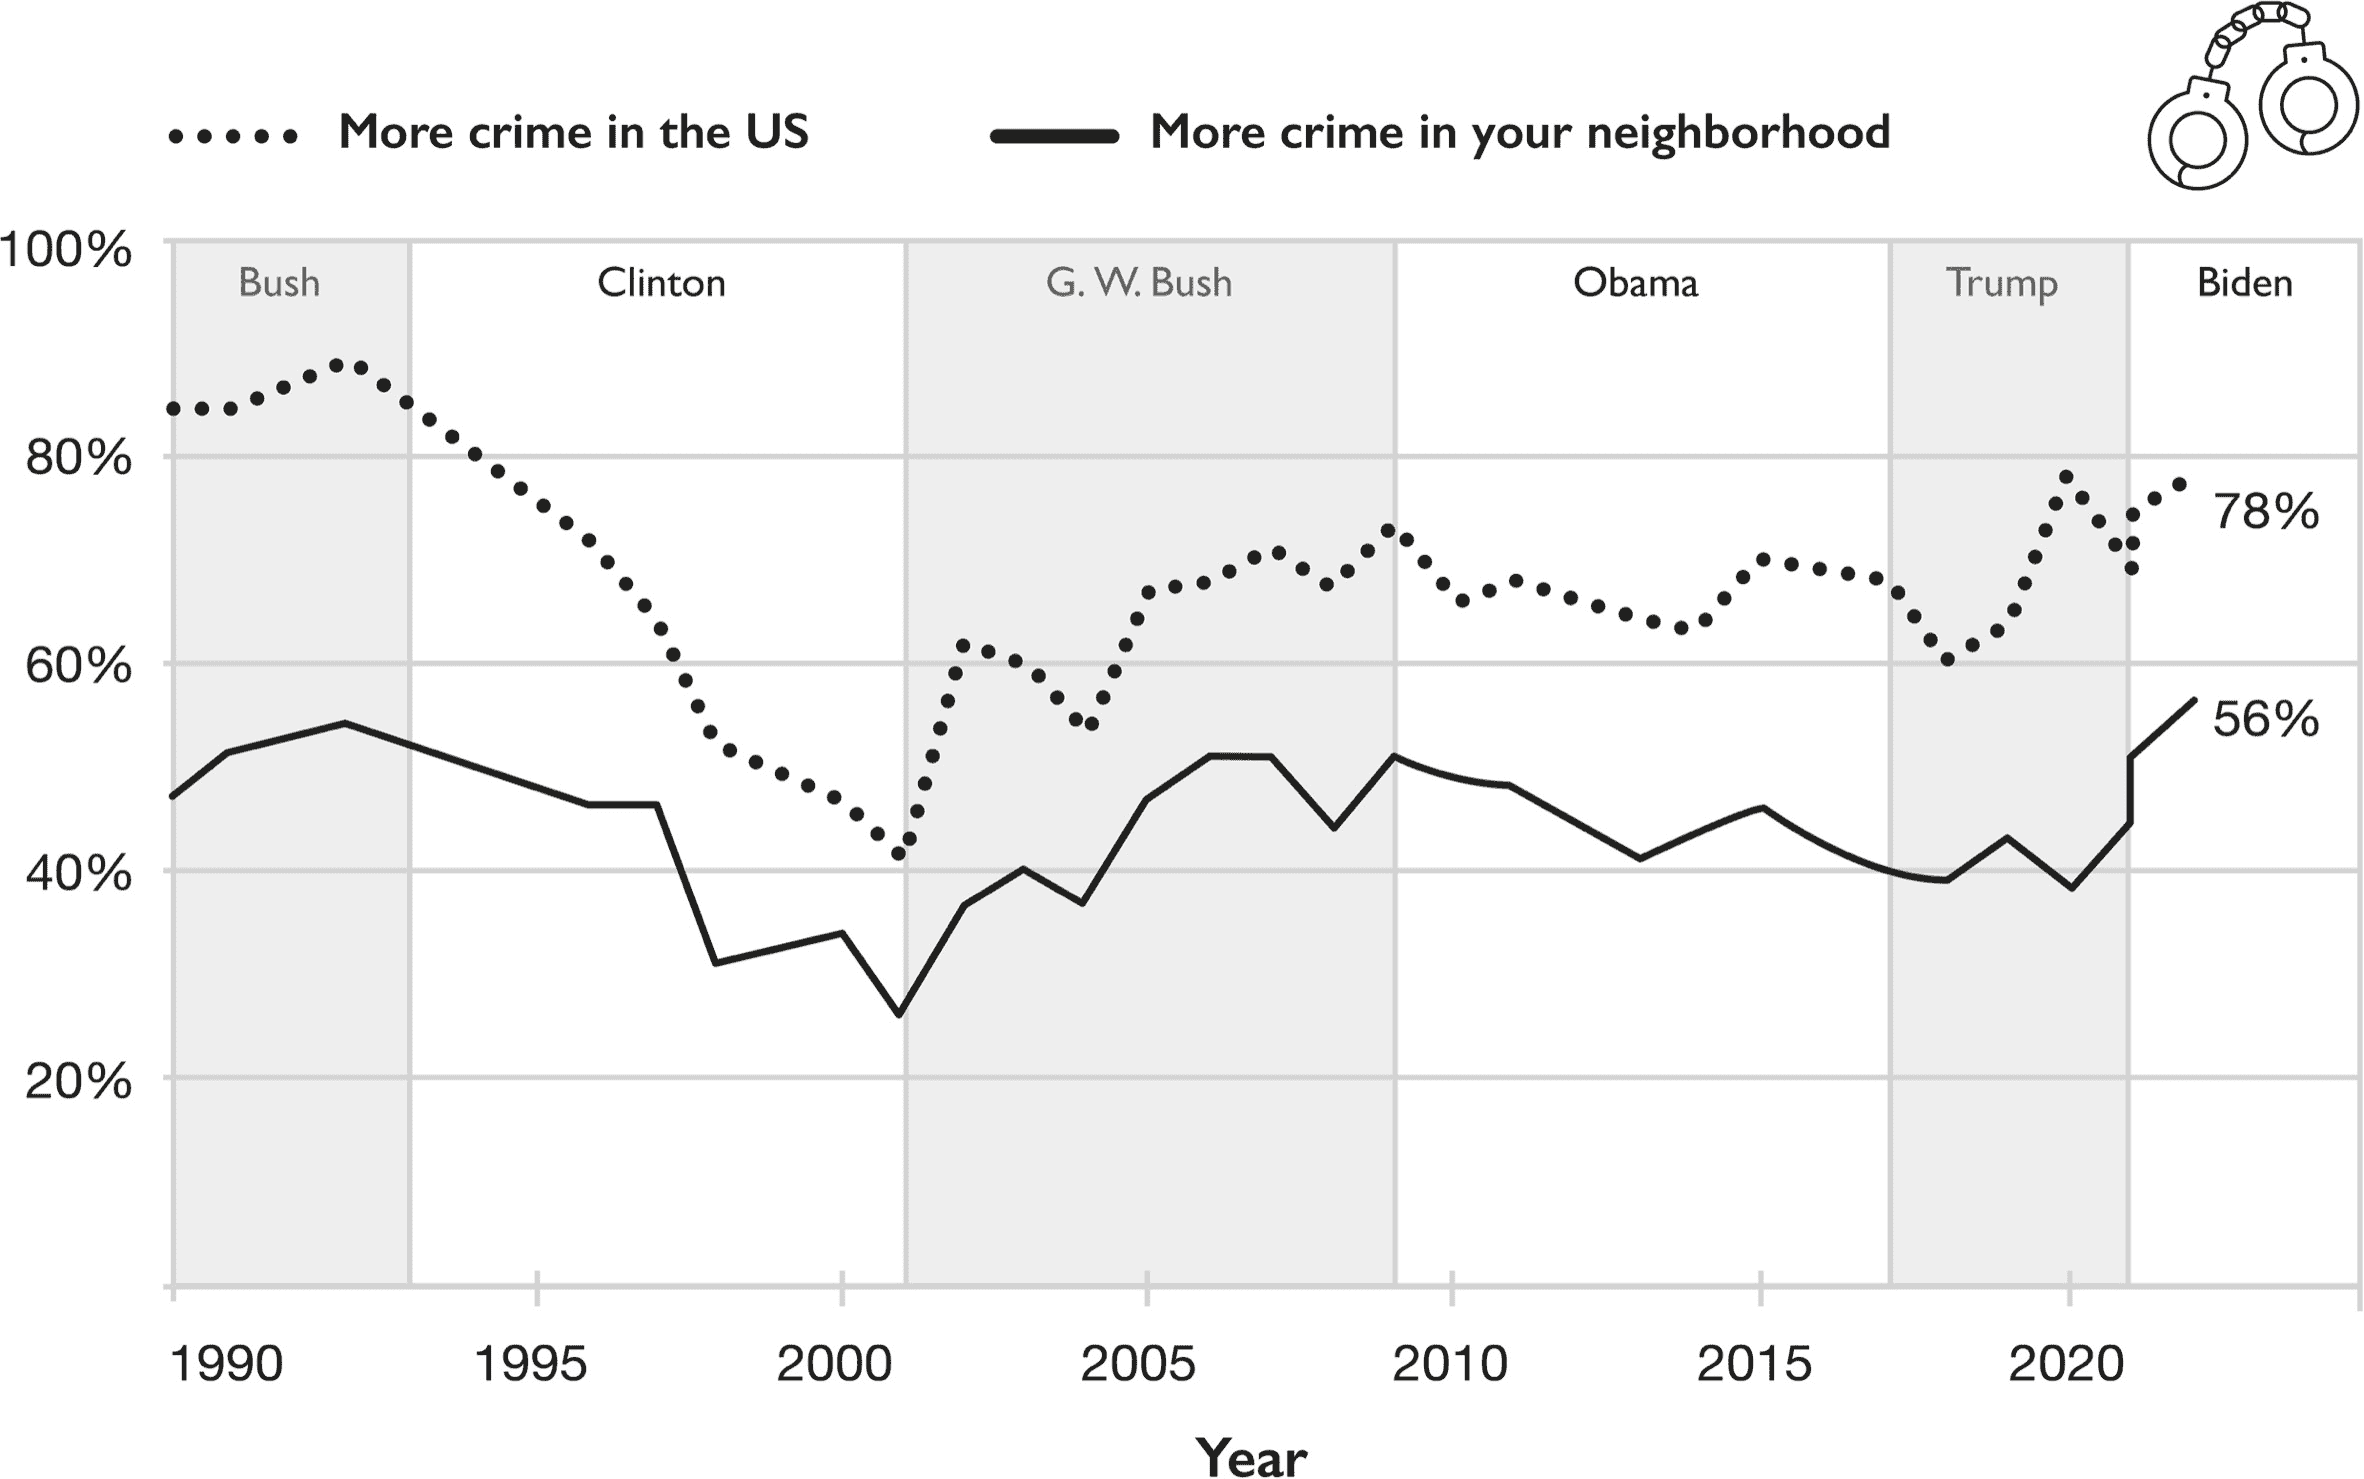 More crime in the US More crime in your neighborhood
100%
Bush Clinton G. W. Bush Obama Trump Biden
80%
78%
60%
56%
40%
20%
1990 1995 2000 2005 2010 2015 2020
Year